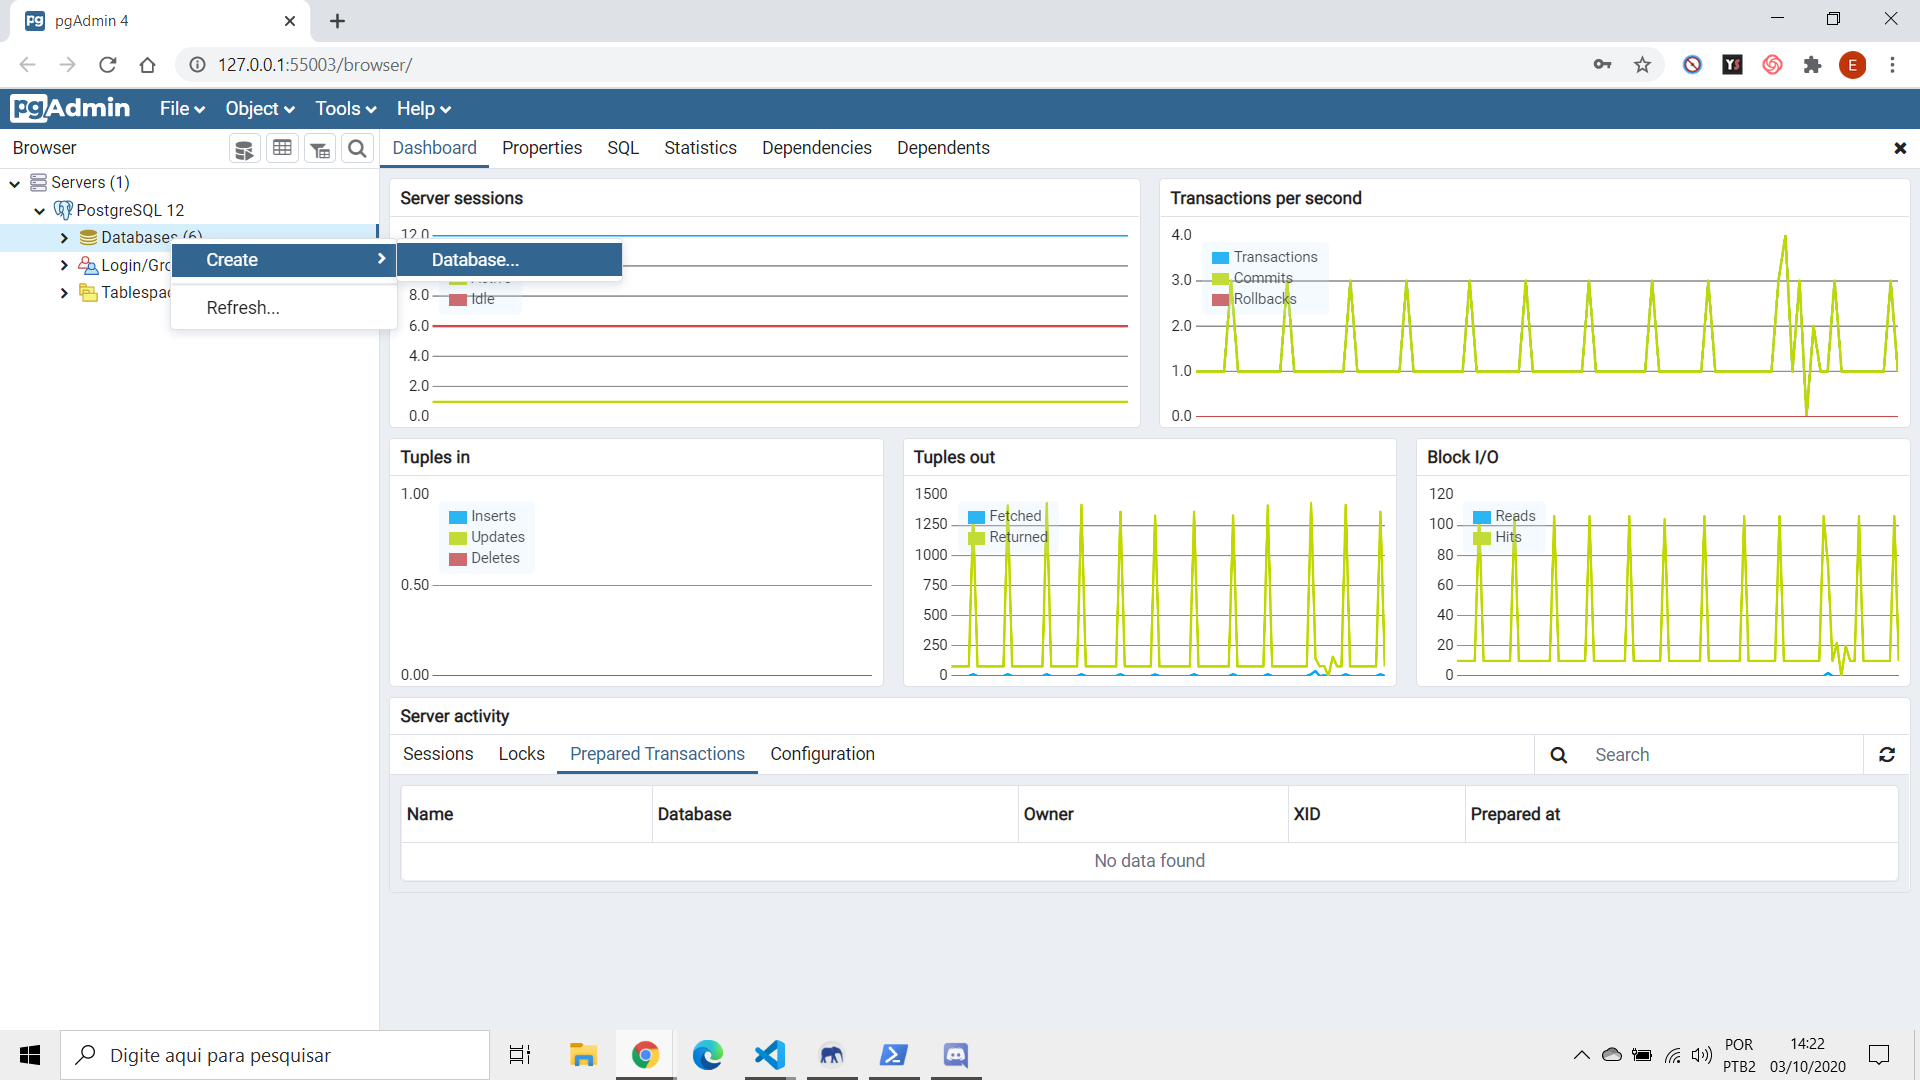 pgAdmin 4
127.0.0.1:55003/browser/
E
pgAdmin File Object Tools Help
Browser
Dashboard Properties SQL Statistics Dependencies Dependents
Servers (1)
PostgreSQL 12
Databases (6)
Login/Gro
Tablespac
Create
Database...
Refresh...
Server sessions
12.0
8.0
6.0
4.0
2.0
0.0
Idle
Transactions per second
4.0
3.0
2.0
1.0
0.0
Transactions
Commits
Rollbacks
Tuples in
1.00
0.50
0.00
Inserts
Updates
Deletes
Tuples out
1500
1250
1000
750
500
250
0
Fetched
Returned
Block I/O
120
100
80
60
40
20
0
Reads
Hits
Server activity
Sessions Locks Prepared Transactions Configuration
Search
Name Database Owner XID Prepared at
No data found
Digite aqui para pesquisar
POR
PTB2
14:22
03/10/2020